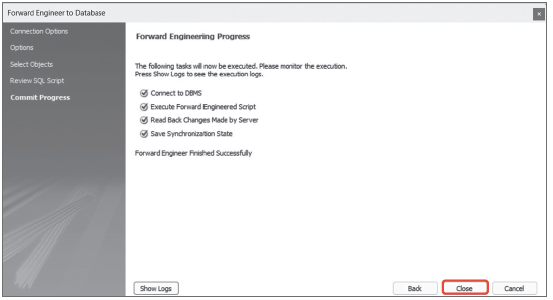 Forward Engineer to Database
Connection Options
Options
Select Objects
Review SQL Script
Commit Progress
Forward Engineering Progress
The following tasks will now be executed. Please monitor the execution.
Press Show Logs to see the execution logs.
Connect to DBMS
Execute Forward Engineered Script
Read Back Changes Made by Server
Save Synchronization State
Forward Engineer Finished Successfully
Show Logs
Back
Close
Cancel